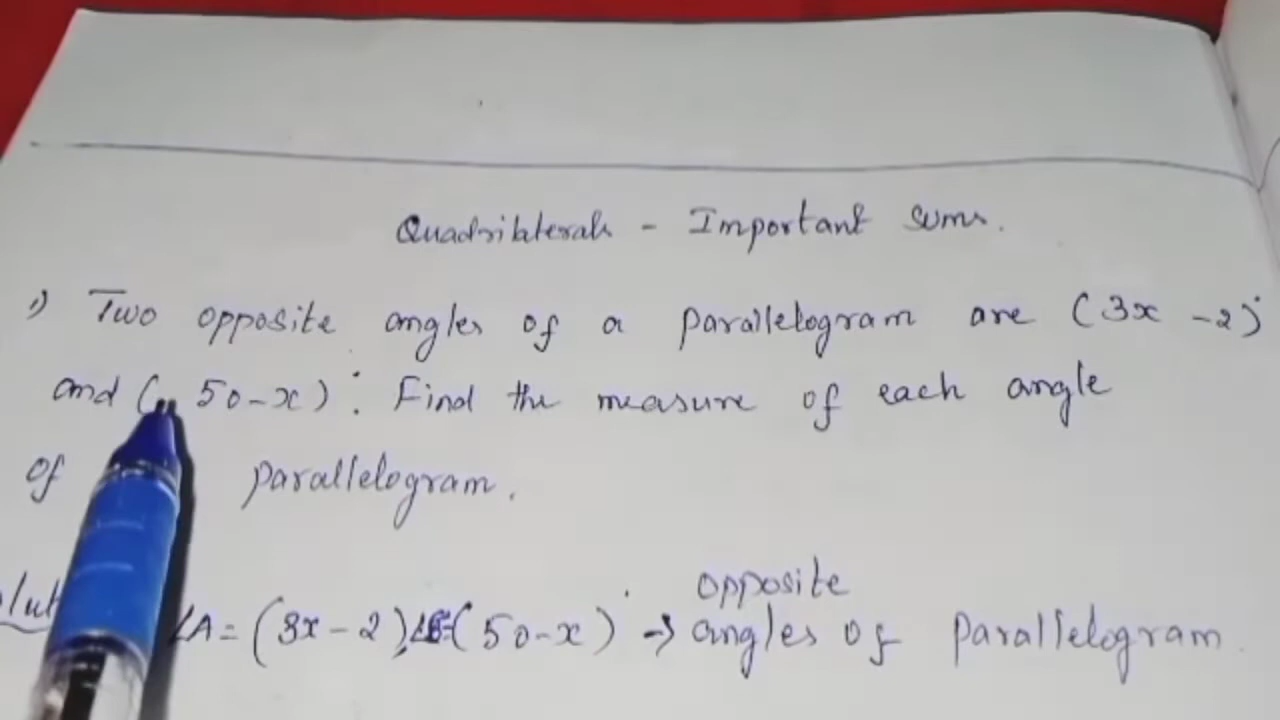 Quadrilaterals - Important sums.
1) Two opposite angles of a parallelogram are (3x - 2)°
and ( 50-x)°. Find the measure of each angle
of parallelogram.
opposite
∠A = (3x - 2), (50-x)° → angles of parallelogram.